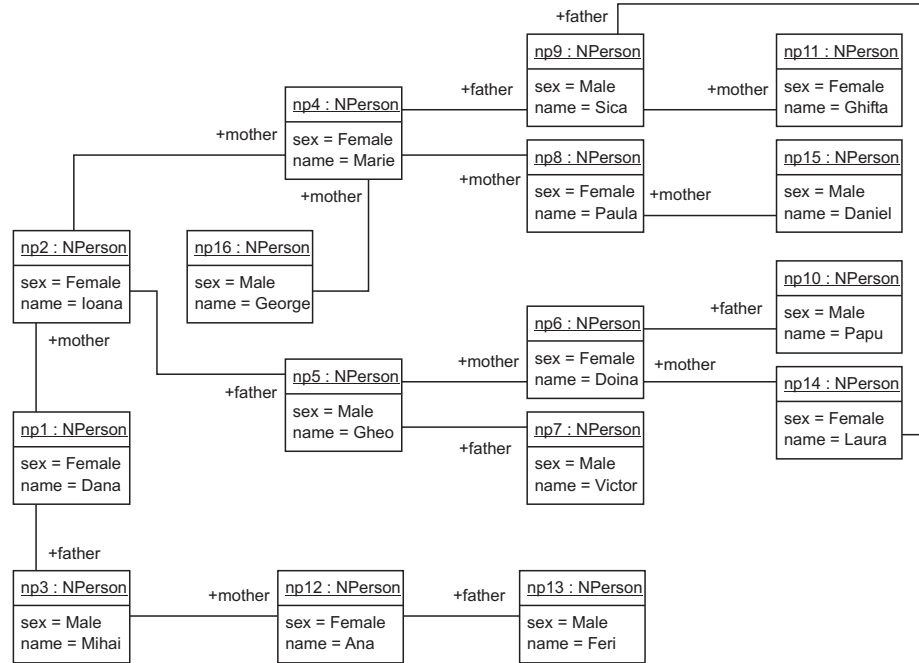 +father
np9 : NPerson
sex = Male
name = Sica
np11 : NPerson
sex = Female
name = Ghifta
+father
+mother
np4 : NPerson
sex = Female
name = Marie
+mother
np8 : NPerson
sex = Female
name = Paula
np15 : NPerson
sex = Male
name = Daniel
+mother
+mother
+mother
np2 : NPerson
sex = Female
name = Ioana
np16 : NPerson
sex = Male
name = George
np10 : NPerson
sex = Male
name = Papu
+father
np6 : NPerson
sex = Female
name = Doina
+mother
+mother
+mother
+father
np5 : NPerson
sex = Male
name = Gheo
np14 : NPerson
sex = Female
name = Laura
np1 : NPerson
sex = Female
name = Dana
np7 : NPerson
sex = Male
name = Victor
+father
+father
np3 : NPerson
sex = Male
name = Mihai
+mother
np12 : NPerson
sex = Female
name = Ana
+father
np13 : NPerson
sex = Male
name = Feri